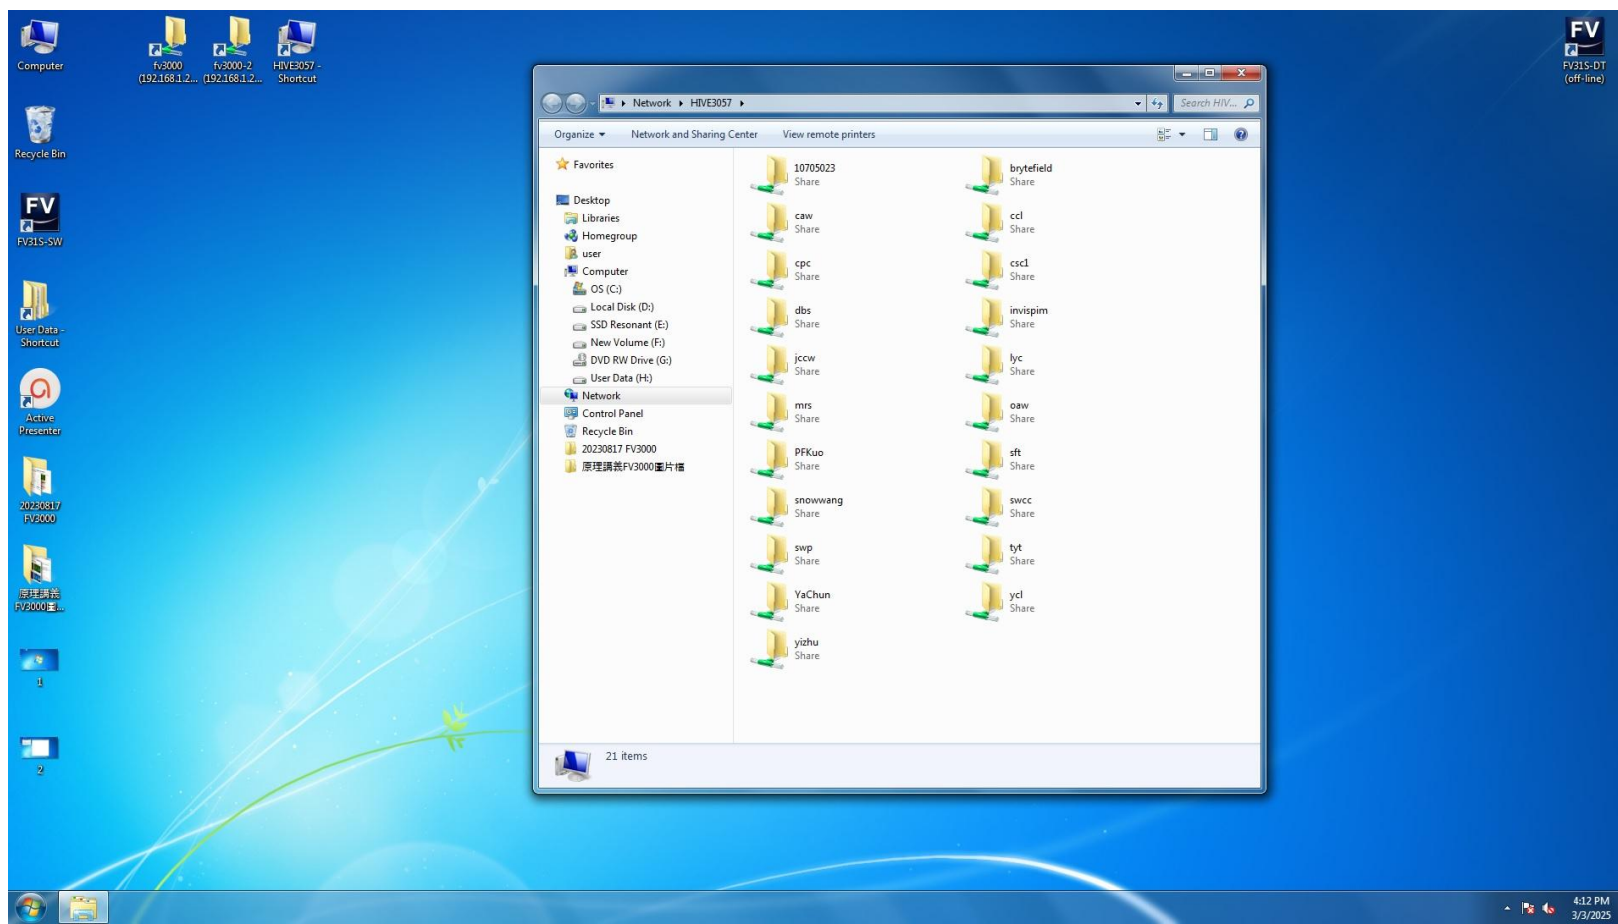 Computer
fv3000
(192.168.1.2...
fv3000-2
(192.168.1.2...
HIVE3057 -
Shortcut
FV
FV31S-DT
(off-line)
Recycle Bin
FV
FV31S-SW
User Data -
Shortcut
Active
Presenter
20230817
FV3000
原理講義
FV3000圖...
1
2
Network
HIVE3057
Search HIV...
Organize
Network and Sharing Center
View remote printers
Favorites
Desktop
Libraries
Homegroup
user
Computer
OS (C:)
Local Disk (D:)
SSD Resonant (E:)
New Volume (F:)
DVD RW Drive (G:)
User Data (H:)
Network
Control Panel
Recycle Bin
20230817 FV3000
原理講義FV3000圖片檔
10705023
Share
brytefield
Share
caw
Share
ccl
Share
cpc
Share
csc1
Share
dbs
Share
invispim
Share
jccw
Share
lyc
Share
mrs
Share
oaw
Share
PFKuo
Share
sft
Share
snowwang
Share
swcc
Share
swp
Share
tyt
Share
YaChun
Share
ycl
Share
yizhu
Share
21 items
4:12 PM
3/3/2025